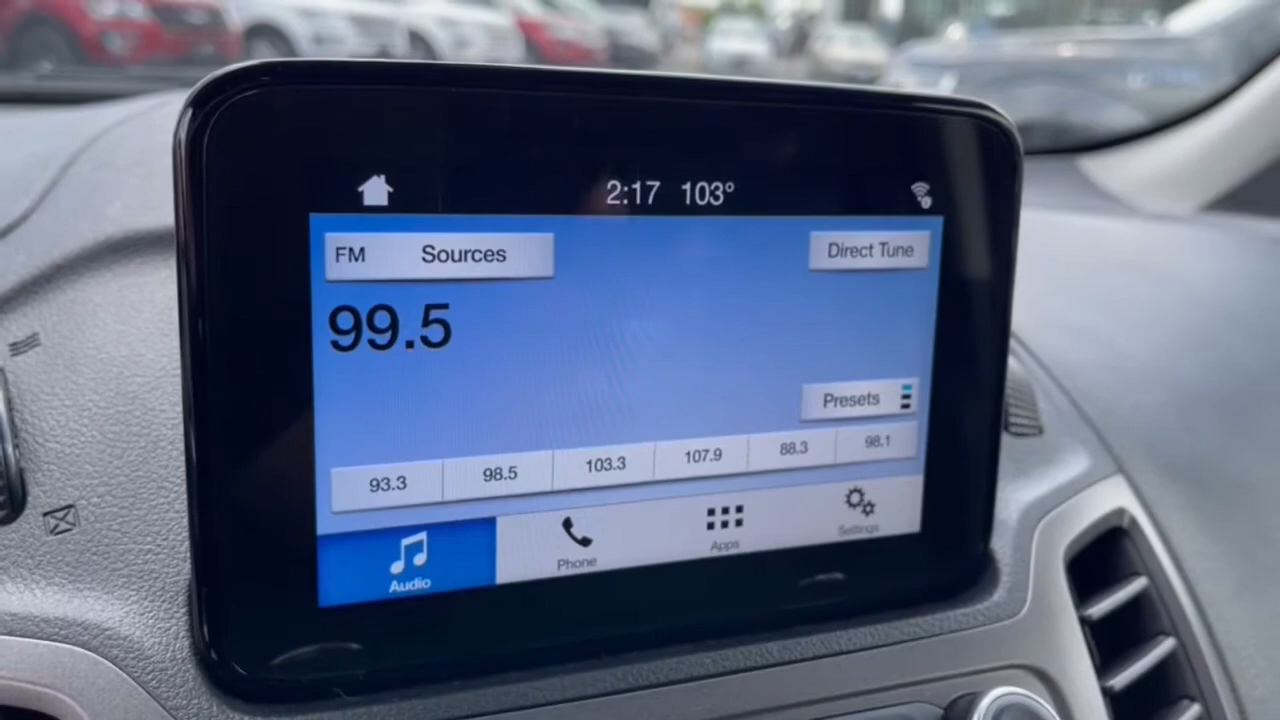 2:17 103°
FM Sources
Direct Tune
99.5
Presets
93.3 98.5 103.3 107.9 88.3 98.1
Audio
Phone
Apps
Settings